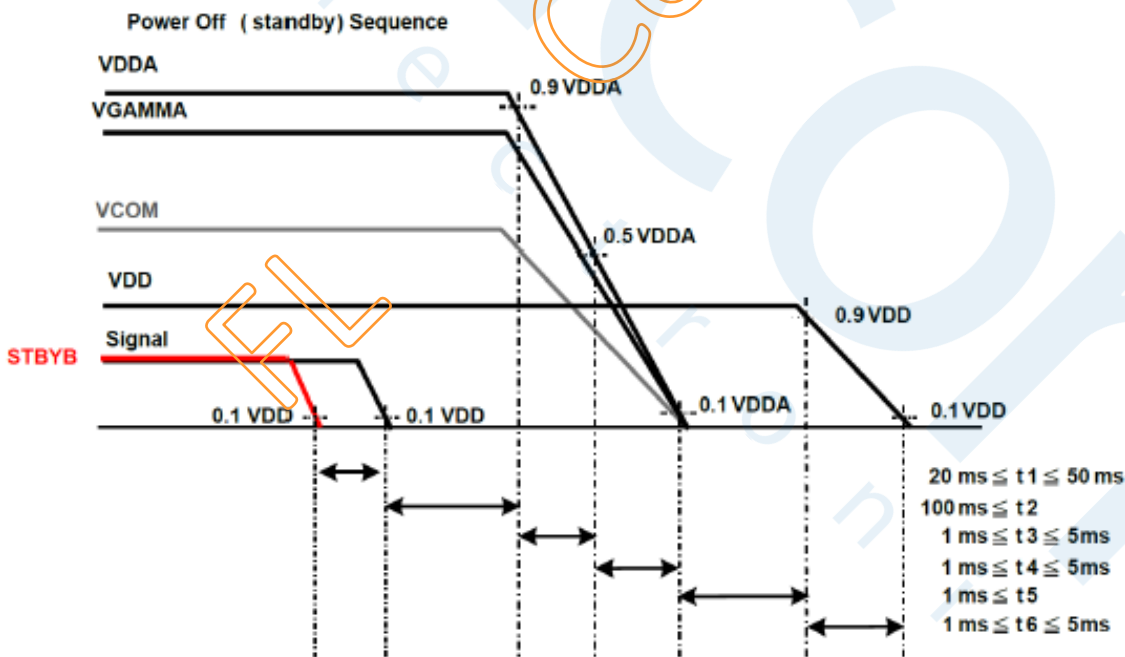 Power Off ( standby) Sequence
VDDA
0.9 VDDA
VGAMMA
VCOM
0.5 VDDA
VDD
0.9 VDD
Signal
STBYB
0.1 VDD
0.1 VDD
0.1 VDDA
0.1 VDD
20 ms ≦ t1 ≦ 50 ms
100 ms ≦ t2
1 ms ≦ t3 ≦ 5ms
1 ms ≦ t4 ≦ 5ms
1 ms ≦ t5
1 ms ≦ t6 ≦ 5ms